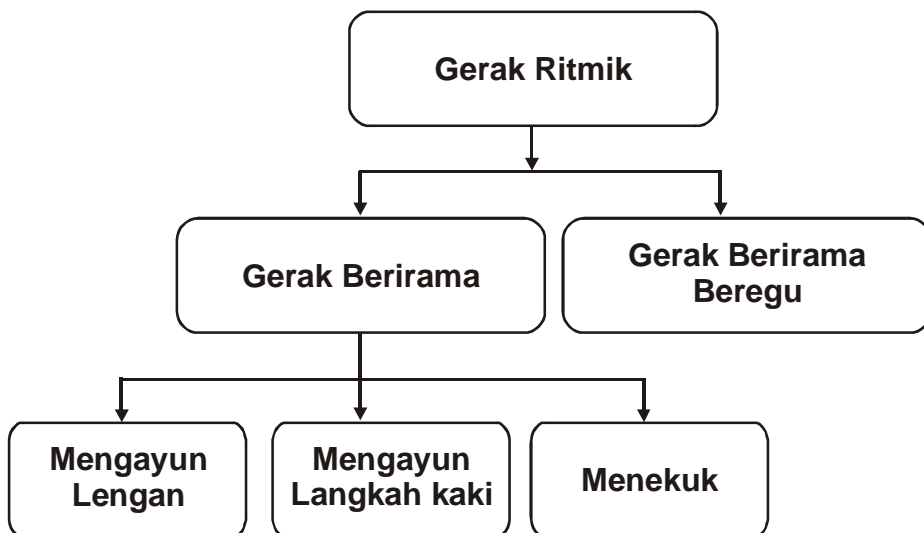 Gerak Ritmik
Gerak Berirama
Gerak Berirama
Beregu
Mengayun
Lengan
Mengayun
Langkah kaki
Menekuk